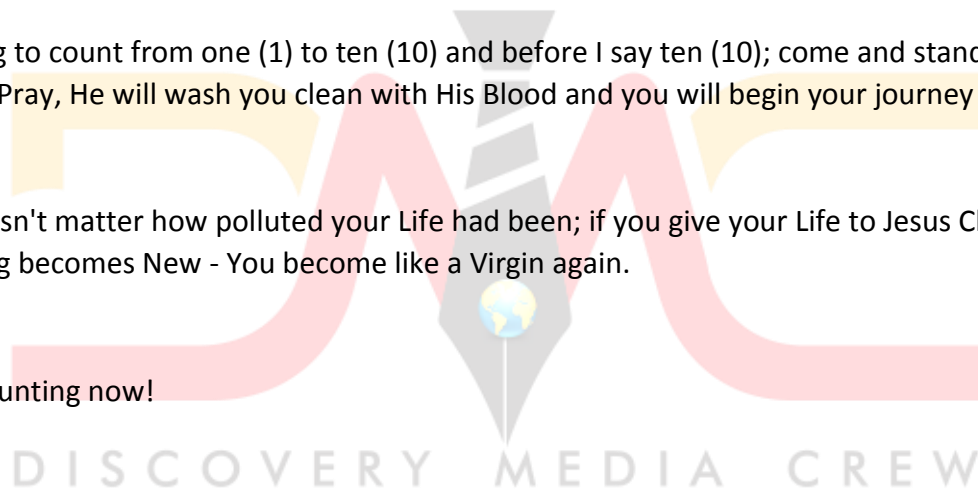 g to count from one (1) to ten (10) and before I say ten (10); come and stand
Pray, He will wash you clean with His Blood and you will begin your journey
sn't matter how polluted your Life had been; if you give your Life to Jesus C
g becomes New - You become like a Virgin again.
unting now!
DMC
DISCOVERY MEDIA CREW